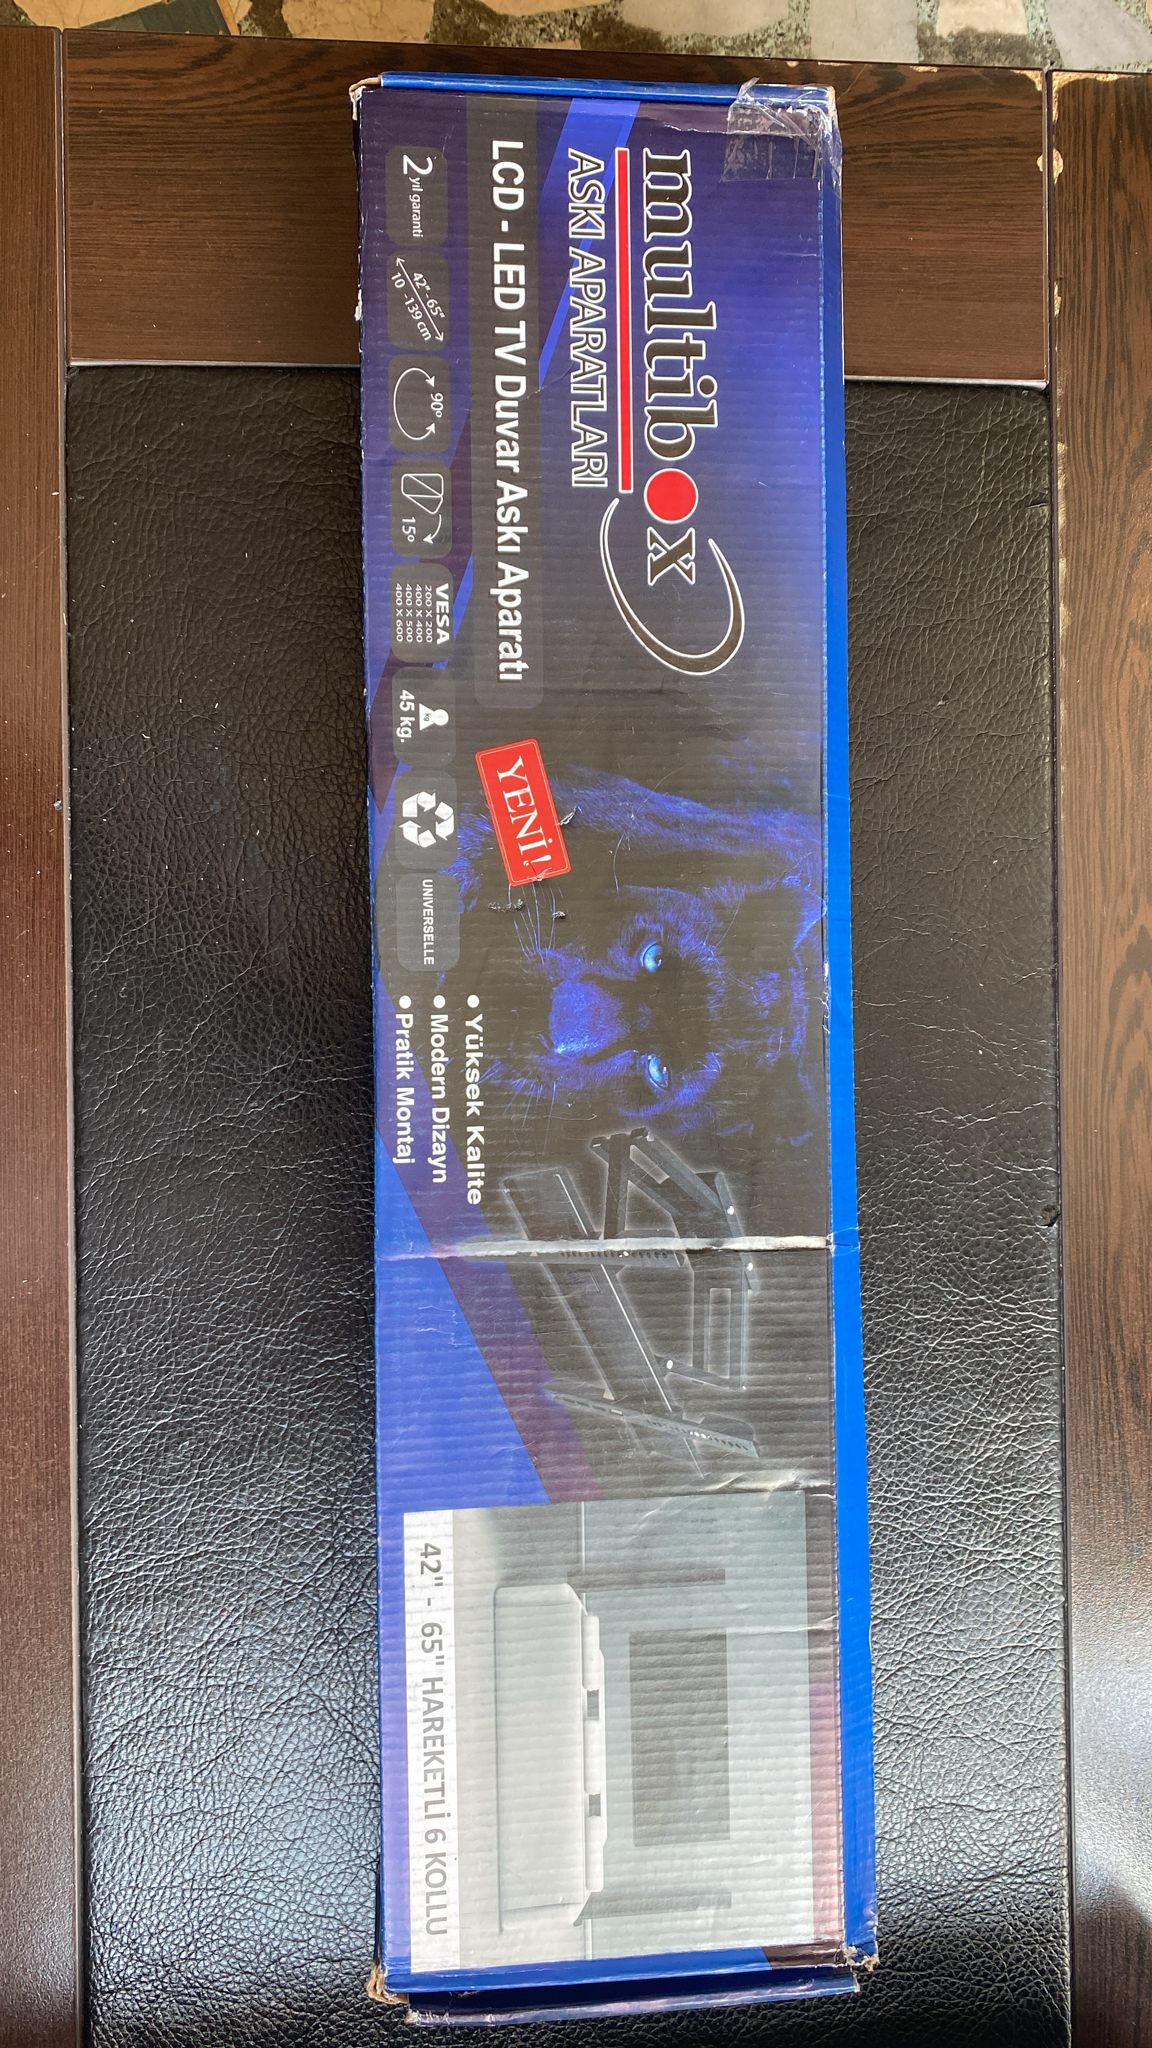 multibox
ASKI APARATLARI
LCD - LED TV Duvar Askı Aparatı
2 yıl garanti
42"-65"
10 -139 cm
90°
15°
VESA
200 X 200
400 X 400
400 X 500
400 X 600
kg
45 kg.
UNIVERSELLE
YENİ!
● Yüksek Kalite
● Modern Dizayn
● Pratik Montaj
42" - 65" HAREKETLİ 6 KOLLU